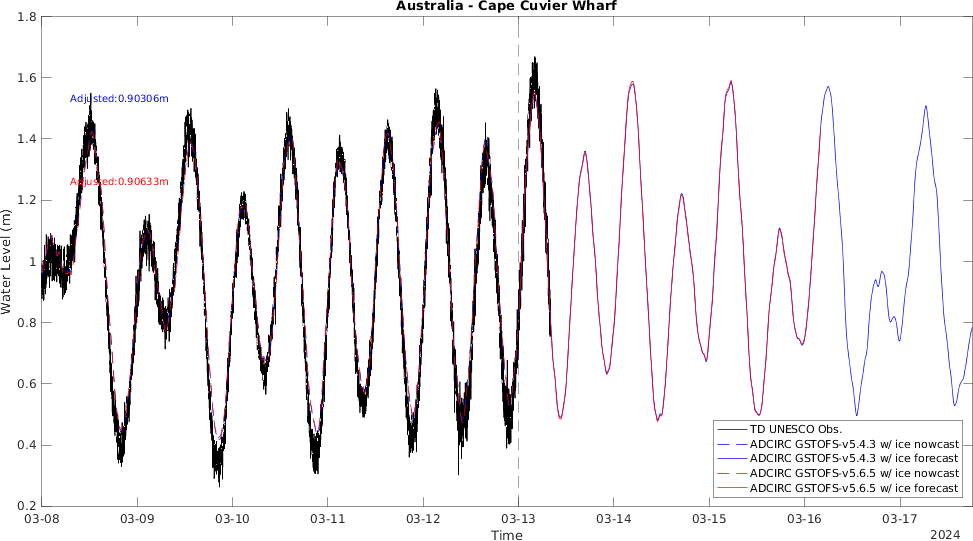 Australia - Cape Cuvier Wharf
1.8
1.6
1.4
1.2
1
0.8
0.6
0.4
0.2
Water Level (m)
Adjusted:0.90306m
Adjusted:0.90633m
TD UNESCO Obs.
ADCIRC GSTOFS-v5.4.3 w/ ice nowcast
ADCIRC GSTOFS-v5.4.3 w/ ice forecast
ADCIRC GSTOFS-v5.6.5 w/ ice nowcast
ADCIRC GSTOFS-v5.6.5 w/ ice forecast
03-08 03-09 03-10 03-11 03-12 03-13 03-14 03-15 03-16 03-17
Time
2024